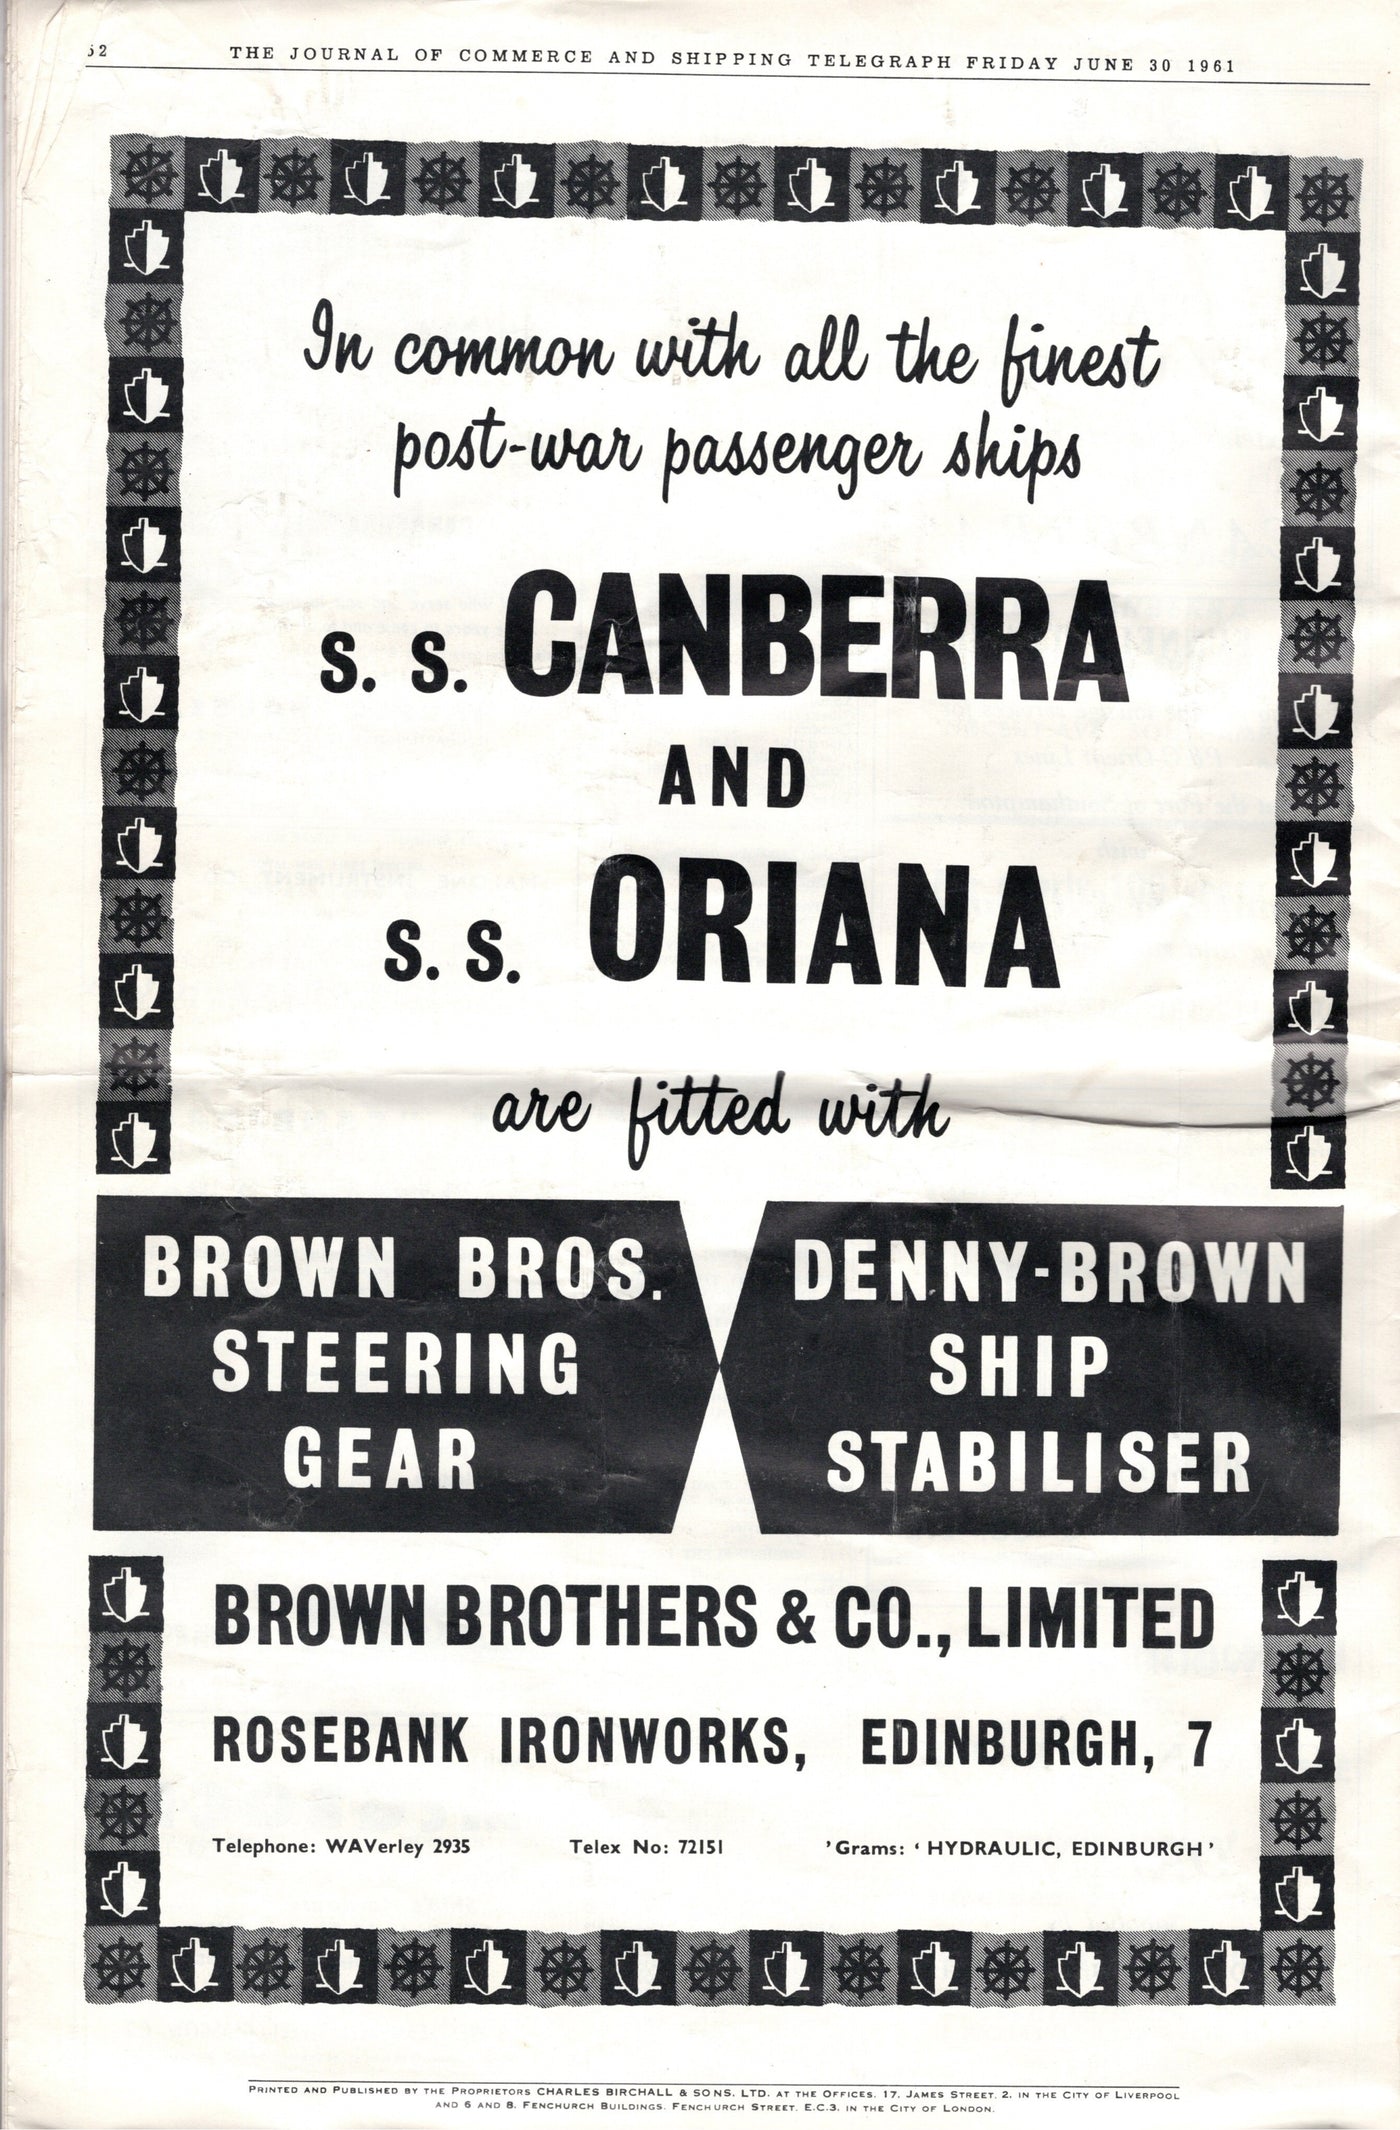 52 THE JOURNAL OF COMMERCE AND SHIPPING TELEGRAPH FRIDAY JUNE 30 1961
In common with all the finest
post-war passenger ships
s. s. CANBERRA
AND
s. s. ORIANA
are fitted with
BROWN BROS.
STEERING
GEAR
DENNY-BROWN
SHIP
STABILISER
BROWN BROTHERS & CO., LIMITED
ROSEBANK IRONWORKS, EDINBURGH, 7
Telephone: WAVerley 2935 Telex No: 72151 'Grams: ‘ HYDRAULIC, EDINBURGH ’
PRINTED AND PUBLISHED BY THE PROPRIETORS CHARLES BIRCHALL & SONS. LTD. AT THE OFFICES. 17. JAMES STREET. 2. IN THE CITY OF LIVERPOOL
AND 6 AND 8. FENCHURCH BUILDINGS. FENCHURCH STREET. E.C.3. IN THE CITY OF LONDON.